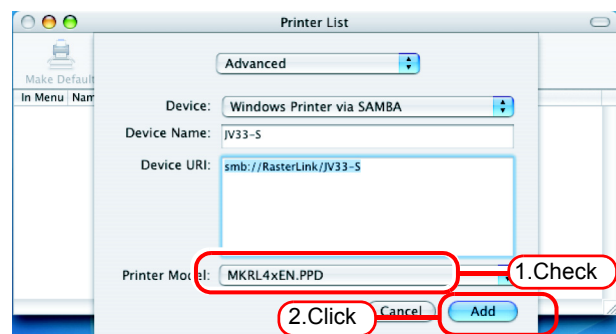 Printer List
Advanced
Make Default
In Menu Nam
Device: Windows Printer via SAMBA
Device Name: JV33-S
Device URI: smb://RasterLink/JV33-S
Printer Model: MKRL4xEN.PPD
1.Check
2.Click Cancel Add